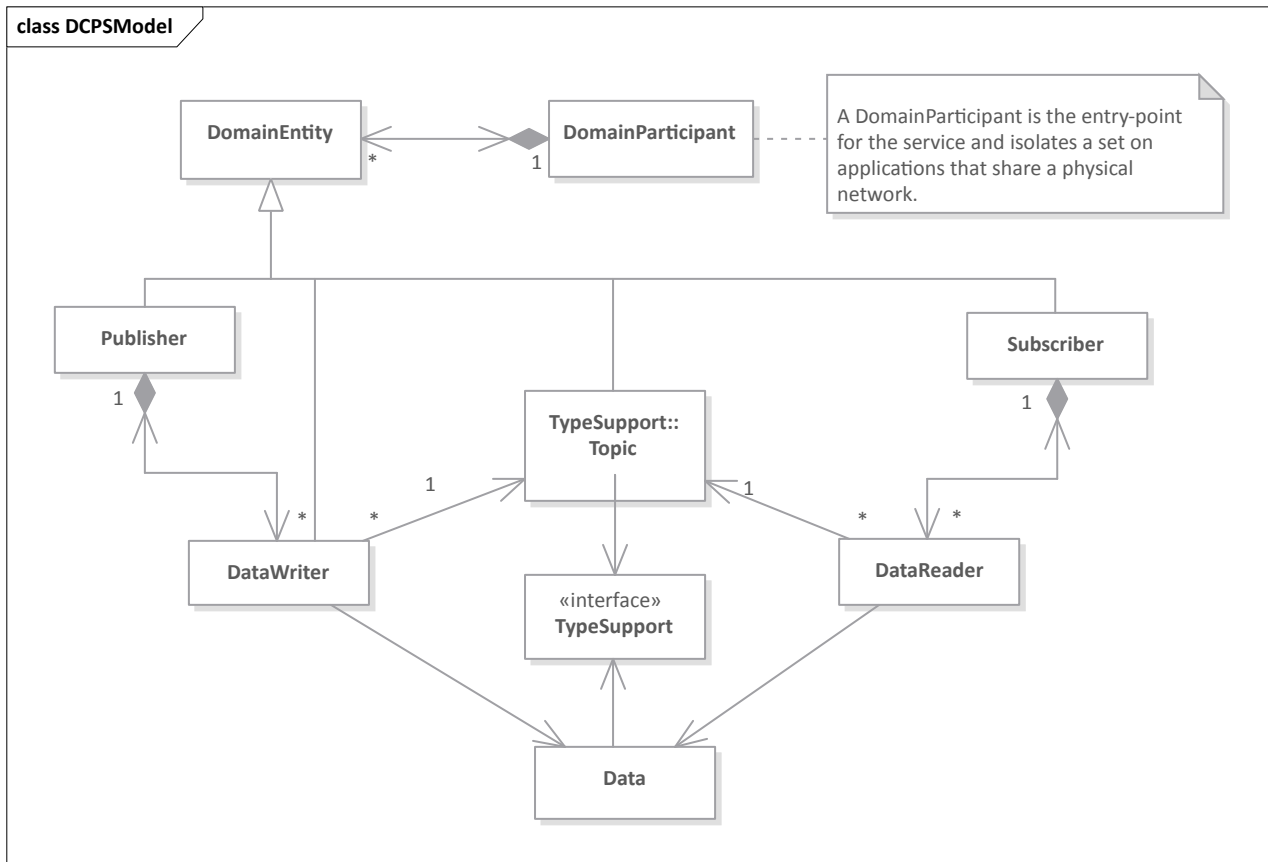 class DCPSModel
DomainEntity
DomainParticipant
A DomainParticipant is the entry-point
for the service and isolates a set on
applications that share a physical
network.
*
1
Publisher
Subscriber
1
1
TypeSupport::
Topic
1
1
*
*
*
*
DataWriter
DataReader
«interface»
TypeSupport
Data